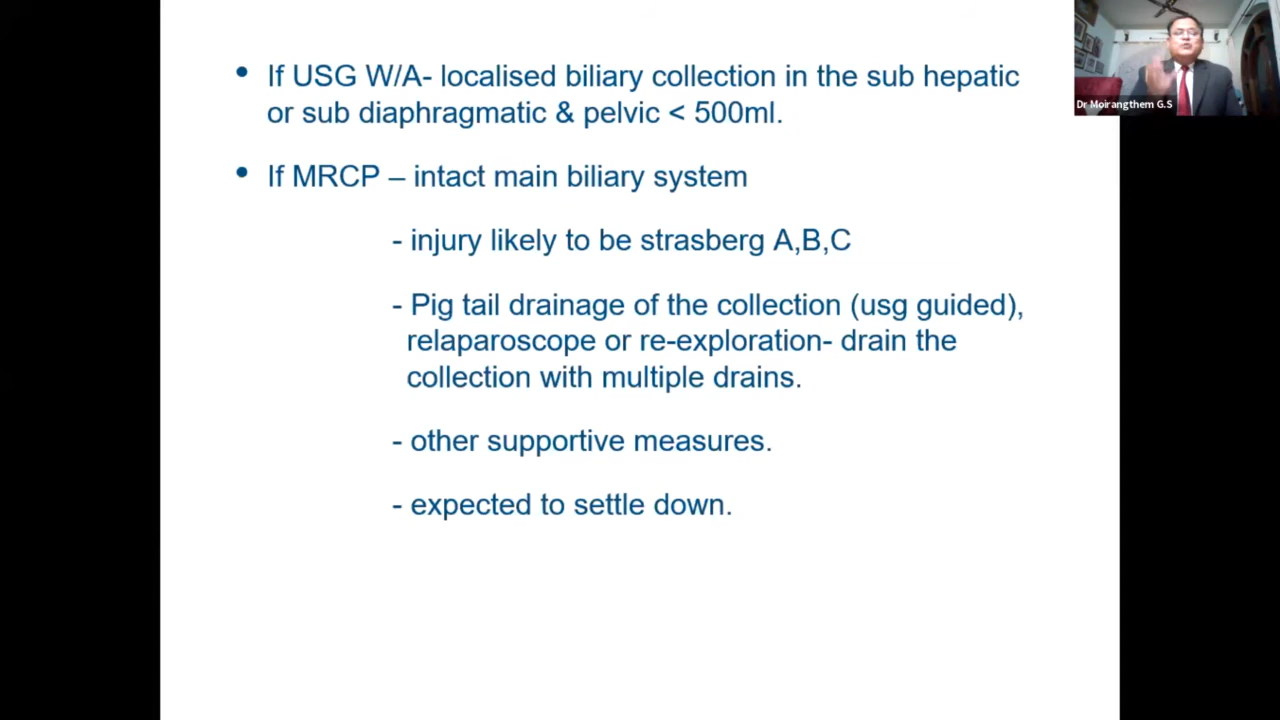 • If USG W/A- localised biliary collection in the sub hepatic
or sub diaphragmatic & pelvic < 500ml.
• If MRCP – intact main biliary system
- injury likely to be strasberg A,B,C
- Pig tail drainage of the collection (usg guided),
relaparoscope or re-exploration- drain the
collection with multiple drains.
- other supportive measures.
- expected to settle down.
Dr Moirangthem G.S